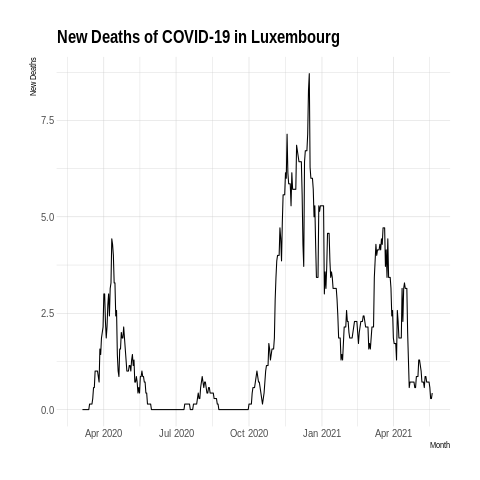 New Deaths of COVID-19 in Luxembourg
New Deaths
7.5
5.0
2.5
0.0
Apr 2020 Jul 2020 Oct 2020 Jan 2021 Apr 2021
Month